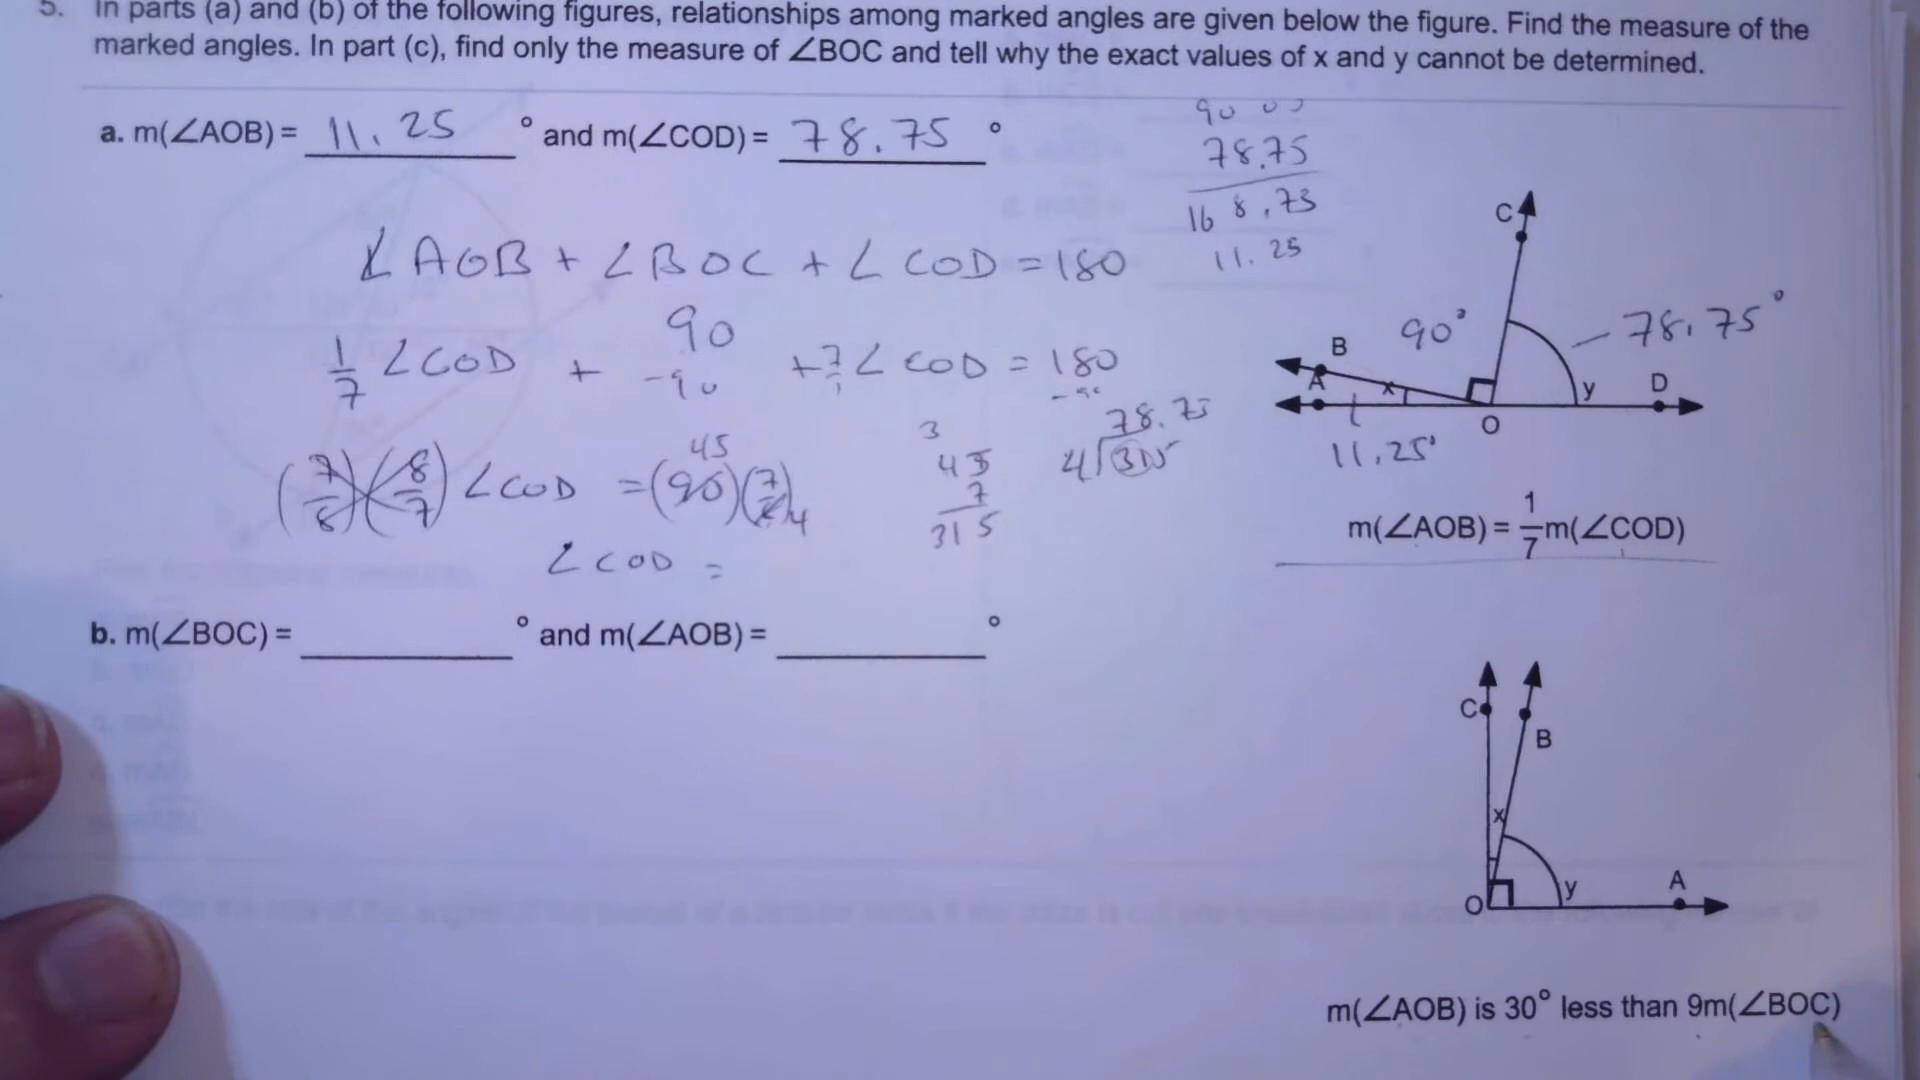 5. In parts (a) and (b) of the following figures, relationships among marked angles are given below the figure. Find the measure of the
marked angles. In part (c), find only the measure of ∠BOC and tell why the exact values of x and y cannot be determined.
a. m(∠AOB) = 11.25 ° and m(∠COD) = 78.75 °
90 00
78.75
168.75
11.25
∠AOB + ∠BOC + ∠COD = 180
1/7 ∠COD + 90 + 7/7 ∠COD = 180
-90
(7/8)(8/7) ∠COD = (90)(7/8)
45
4
3
45
7
315
78.75
4)315
∠COD =
C
B
90°
78.75°
A
x
y
D
O
11.25°
m(∠AOB) = 1/7 m(∠COD)
b. m(∠BOC) = ° and m(∠AOB) = °
C
B
x
y
A
O
m(∠AOB) is 30° less than 9m(∠BOC)